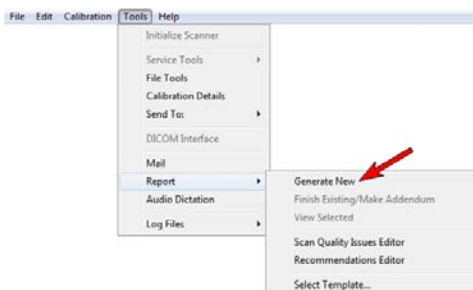 File Edit Calibration Tools Help
Initialize Scanner
Service Tools
File Tools
Calibration Details
Send To:
DICOM Interface
Mail
Report
Audio Dictation
Log Files
Generate New
Finish Existing/Make Addendum
View Selected
Scan Quality Issues Editor
Recommendations Editor
Select Template...